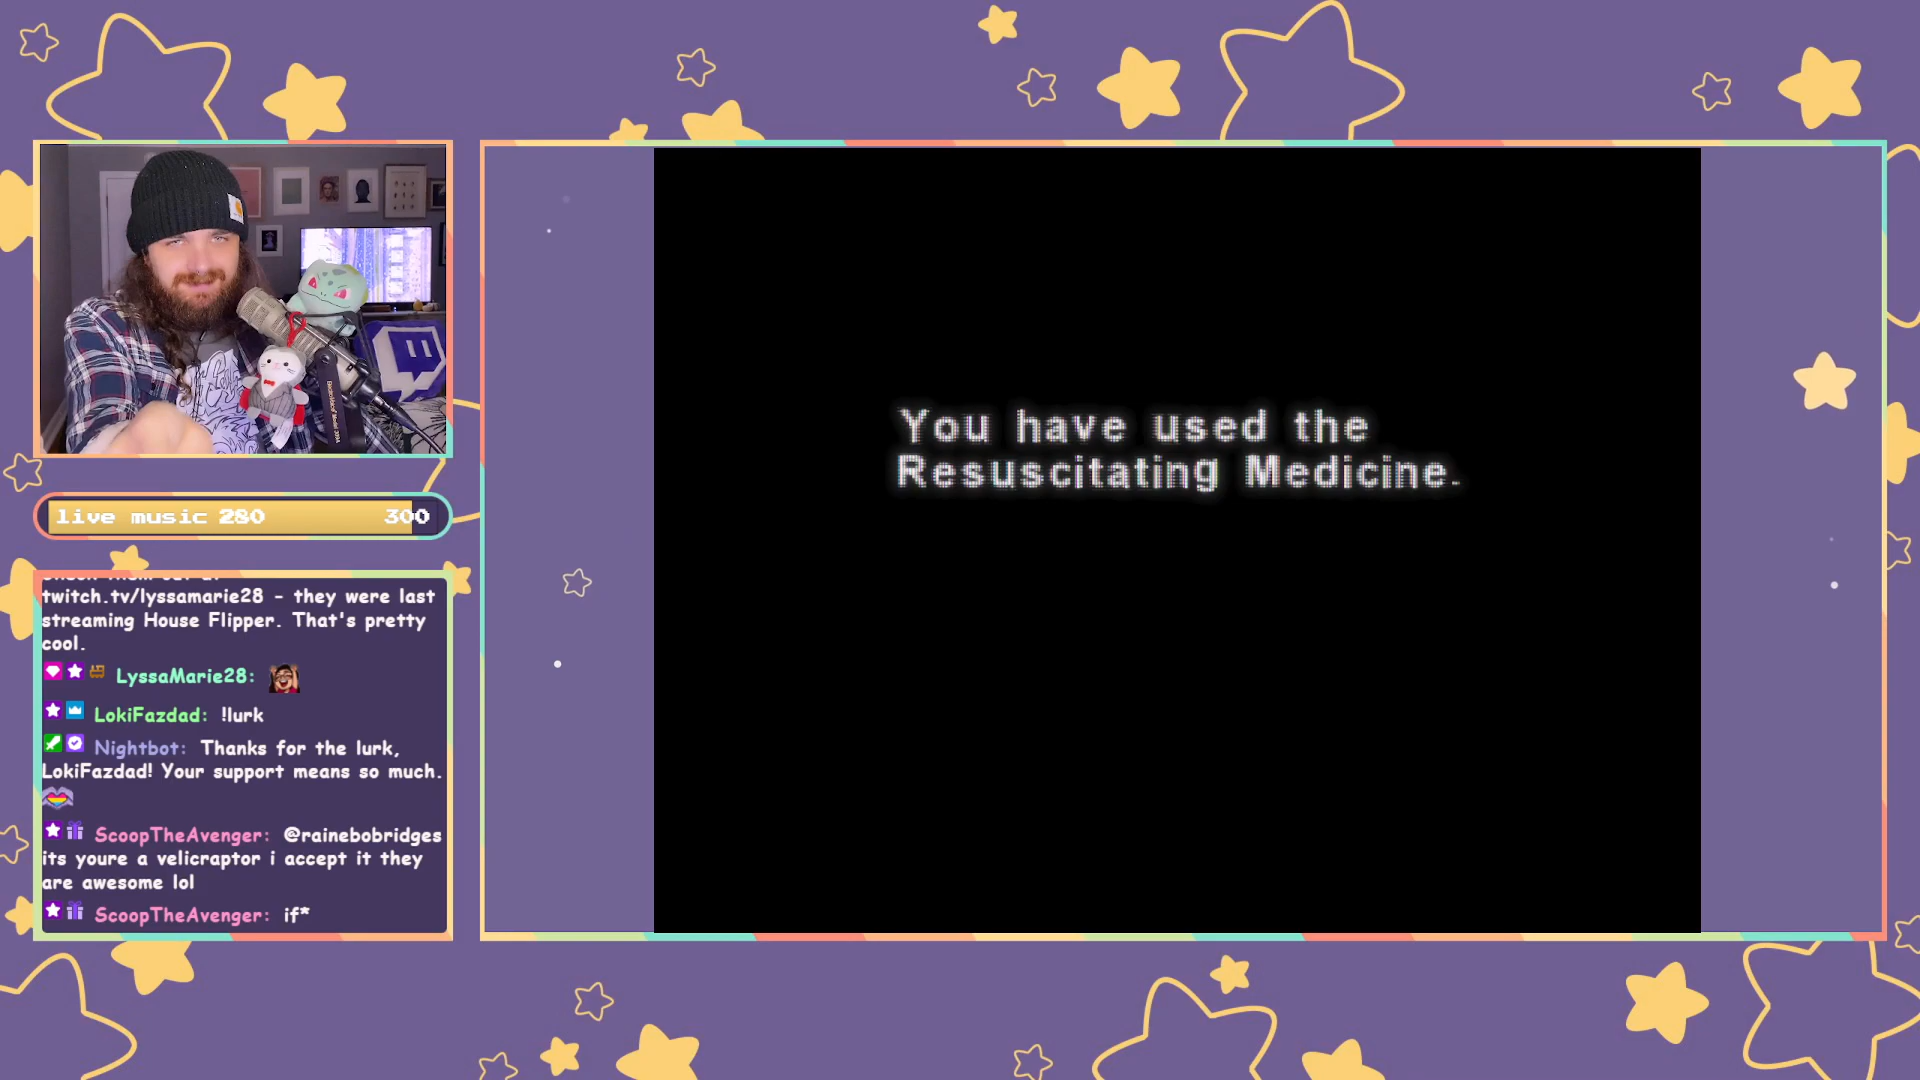 You have used the
Resuscitating Medicine.
live music 280 300
twitch.tv/lyssamarie28 - they were last
streaming House Flipper. That's pretty
cool.
LyssaMarie28:
LokiFazdad: !lurk
Nightbot: Thanks for the lurk,
LokiFazdad! Your support means so much.
ScoopTheAvenger: @rainebobridges
its youre a velicraptor i accept it they
are awesome lol
ScoopTheAvenger: if*